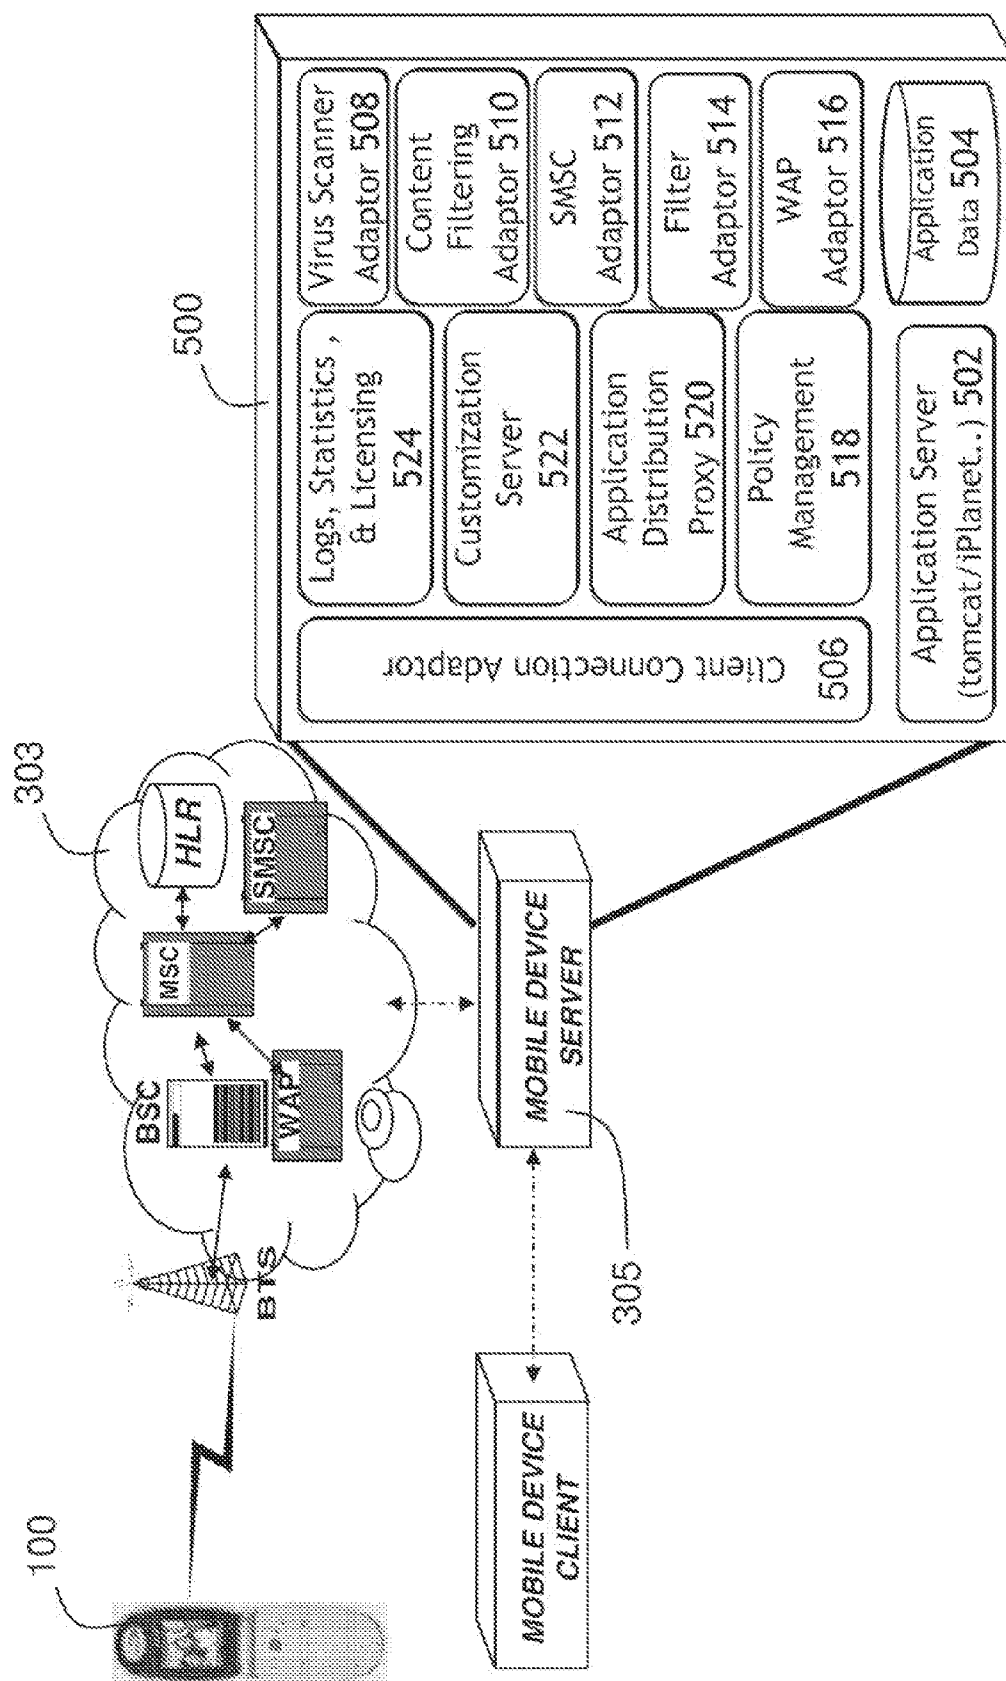 100
303
HLR
MSC
SMSC
BSC
WAP
BTS
MOBILE DEVICE
CLIENT
MOBILE DEVICE
SERVER
305
500
Client Connection Adaptor
506
Logs, Statistics ,
& Licensing
524
Customization
Server
522
Application
Distribution
Proxy 520
Policy
Management
518
Virus Scanner
Adaptor 508
Content
Filtering
Adaptor 510
SMSC
Adaptor 512
Filter
Adaptor 514
WAP
Adaptor 516
Application Server
(tomcat/iPlanet..) 502
Application
Data 504